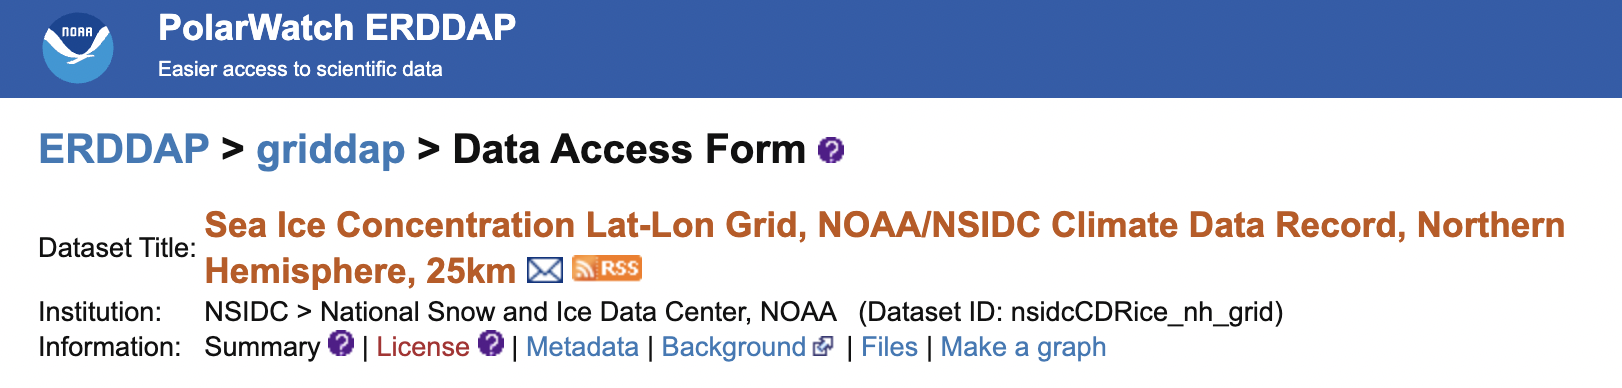 NOAA
PolarWatch ERDDAP
Easier access to scientific data
ERDDAP > griddap > Data Access Form ?
Dataset Title: Sea Ice Concentration Lat-Lon Grid, NOAA/NSIDC Climate Data Record, Northern
Hemisphere, 25km RSS
Institution: NSIDC > National Snow and Ice Data Center, NOAA (Dataset ID: nsidcCDRice_nh_grid)
Information: Summary ? | License ? | Metadata | Background | Files | Make a graph